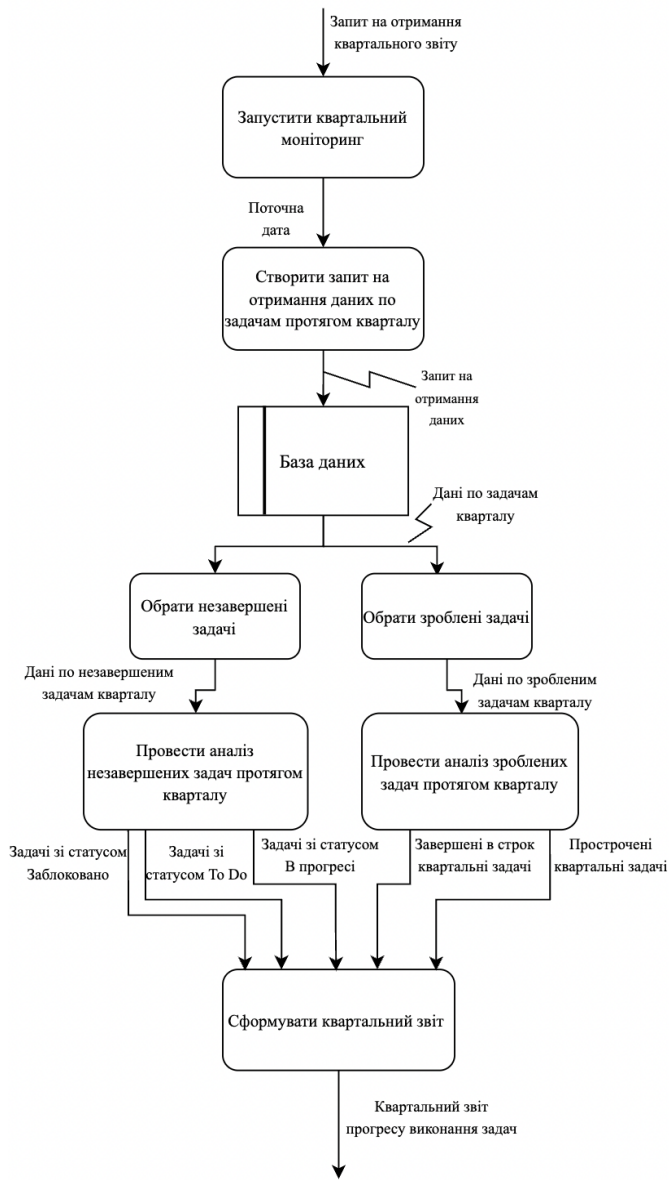 Запит на отримання
квартального звіту
Запустити квартальний
моніторинг
Поточна
дата
Створити запит на
отримання даних по
задачам протягом кварталу
Запит на
отримання
даних
База даних
Дані по задачам
кварталу
Обрати незавершені
задачі
Обрати зроблені задачі
Дані по незавершеним
задачам кварталу
Дані по зробленим
задачам кварталу
Провести аналіз
незавершених задач протягом
кварталу
Провести аналіз зроблених
задач протягом кварталу
Задачі зі статусом
Заблоковано
Задачі зі
статусом To Do
Задачі зі статусом
В прогресі
Завершені в строк
квартальні задачі
Прострочені
квартальні задачі
Сформувати квартальний звіт
Квартальний звіт
прогресу виконання задач